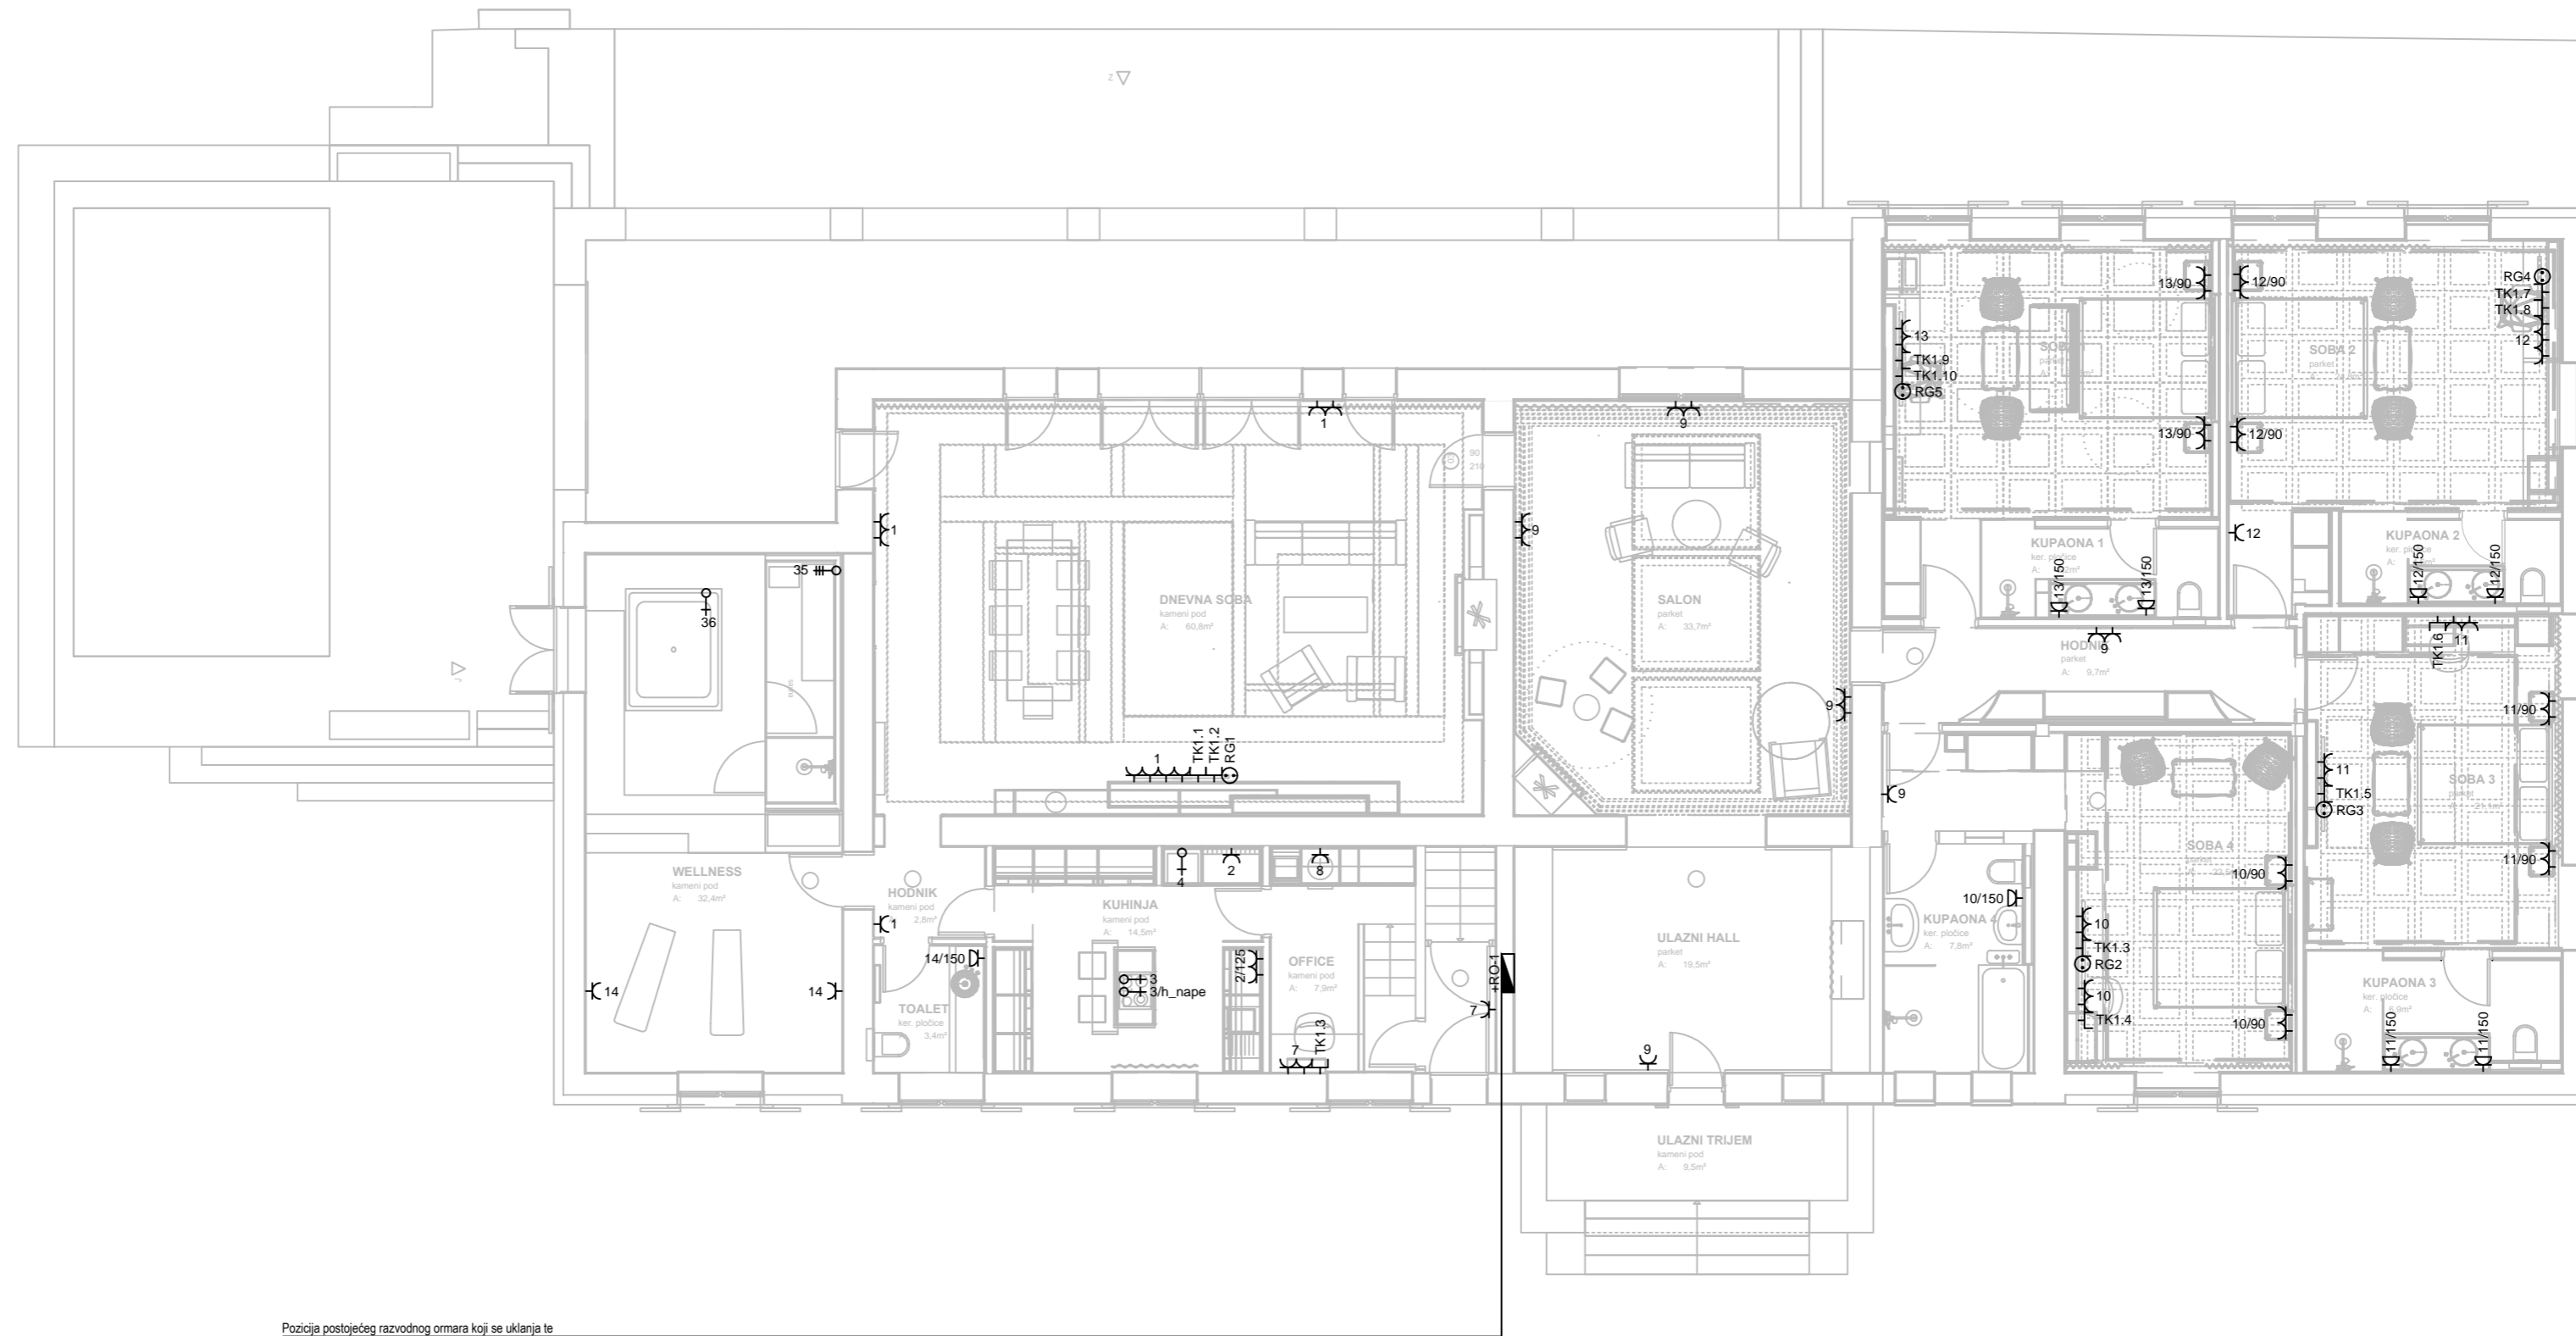 Z
RG4
TK1.7
TK1.8
12
13/90
12/90
13
TK1.9
TK1.10
RG5
SOBA 2
parket
13/90
12/90
1
9
90
210
1
9
12
KUPAONA 1
ker. pločice
KUPAONA 2
ker. pločice
13/150
13/150
12/150
12/150
35
36
DNEVNA SOBA
kameni pod
A: 60,8m²
SALON
parket
A: 33,7m²
HODNIK
parket
A: 9,7m²
9
TK1.6
11
11/90
9
1
TK1.1
TK1.2
RG1
9
11
TK1.5
RG3
SOBA 3
parket
SOBA 4
parket
11/90
10/90
WELLNESS
kameni pod
A: 32,4m²
HODNIK
kameni pod
2,8m²
1
4
2
8
KUHINJA
kameni pod
A: 14,5m²
10/150
KUPAONA 4
ker. pločice
A: 7,8m²
10
TK1.3
RG2
10
TK1.4
10/90
ULAZNI HALL
parket
A: 19,5m²
OFFICE
kameni pod
A: 7,9m²
2/125
14/150
3
3/h_nape
+RO-1
7
14
14
TOALET
ker. pločice
3,4m²
7
TK1.3
9
KUPAONA 3
ker. pločice
11/150
11/150
ULAZNI TRIJEM
kameni pod
A: 9,5m²
Pozicija postojećeg razvodnog ormara koji se uklanja te